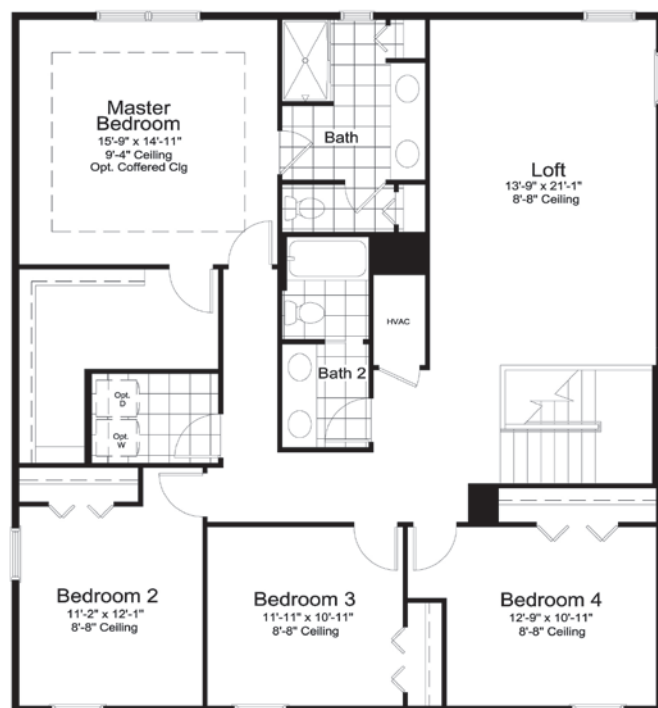 Master
Bedroom
15'-9" x 14'-11"
9'-4" Ceiling
Opt. Coffered Clg
Bath
Loft
13'-9" x 21'-1"
8'-8" Ceiling
HVAC
Bath 2
Opt.
D
Opt.
W
Bedroom 2
11'-2" x 12'-1"
8'-8" Ceiling
Bedroom 3
11'-11" x 10'-11"
8'-8" Ceiling
Bedroom 4
12'-9" x 10'-11"
8'-8" Ceiling